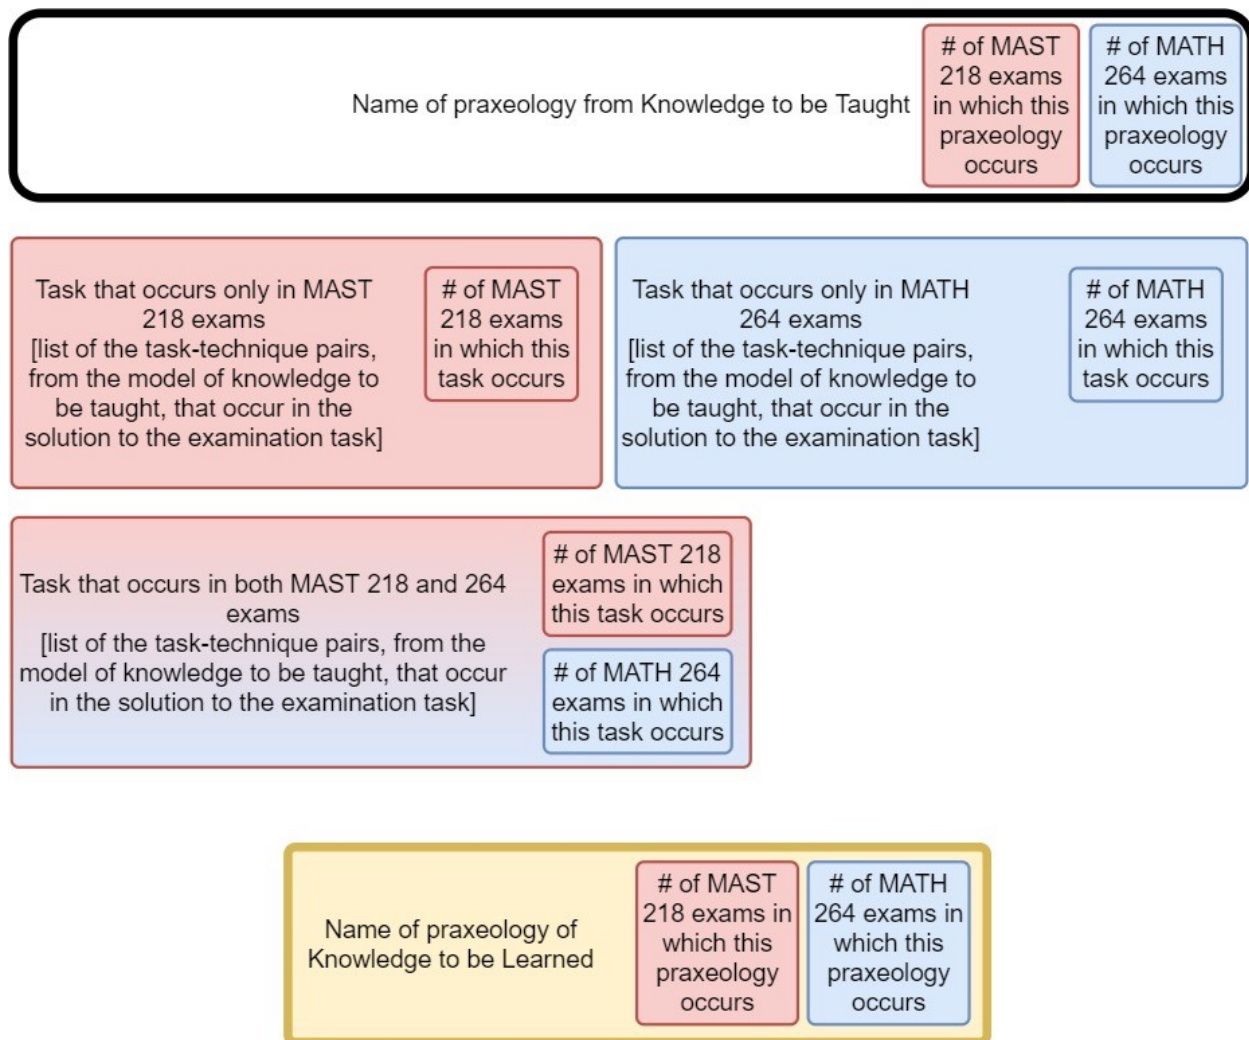 Name of praxeology from Knowledge to be Taught
# of MAST
218 exams
in which this
praxeology
occurs
# of MATH
264 exams
in which this
praxeology
occurs
Task that occurs only in MAST
218 exams
[list of the task-technique pairs,
from the model of knowledge to
be taught, that occur in the
solution to the examination task]
# of MAST
218 exams
in which this
task occurs
Task that occurs only in MATH
264 exams
[list of the task-technique pairs,
from the model of knowledge to
be taught, that occur in the
solution to the examination task]
# of MATH
264 exams
in which this
task occurs
Task that occurs in both MAST 218 and 264
exams
[list of the task-technique pairs, from the
model of knowledge to be taught, that occur
in the solution to the examination task]
# of MAST 218
exams in which
this task occurs
# of MATH 264
exams in which
this task occurs
Name of praxeology of
Knowledge to be Learned
# of MAST
218 exams in
which this
praxeology
occurs
# of MATH
264 exams in
which this
praxeology
occurs